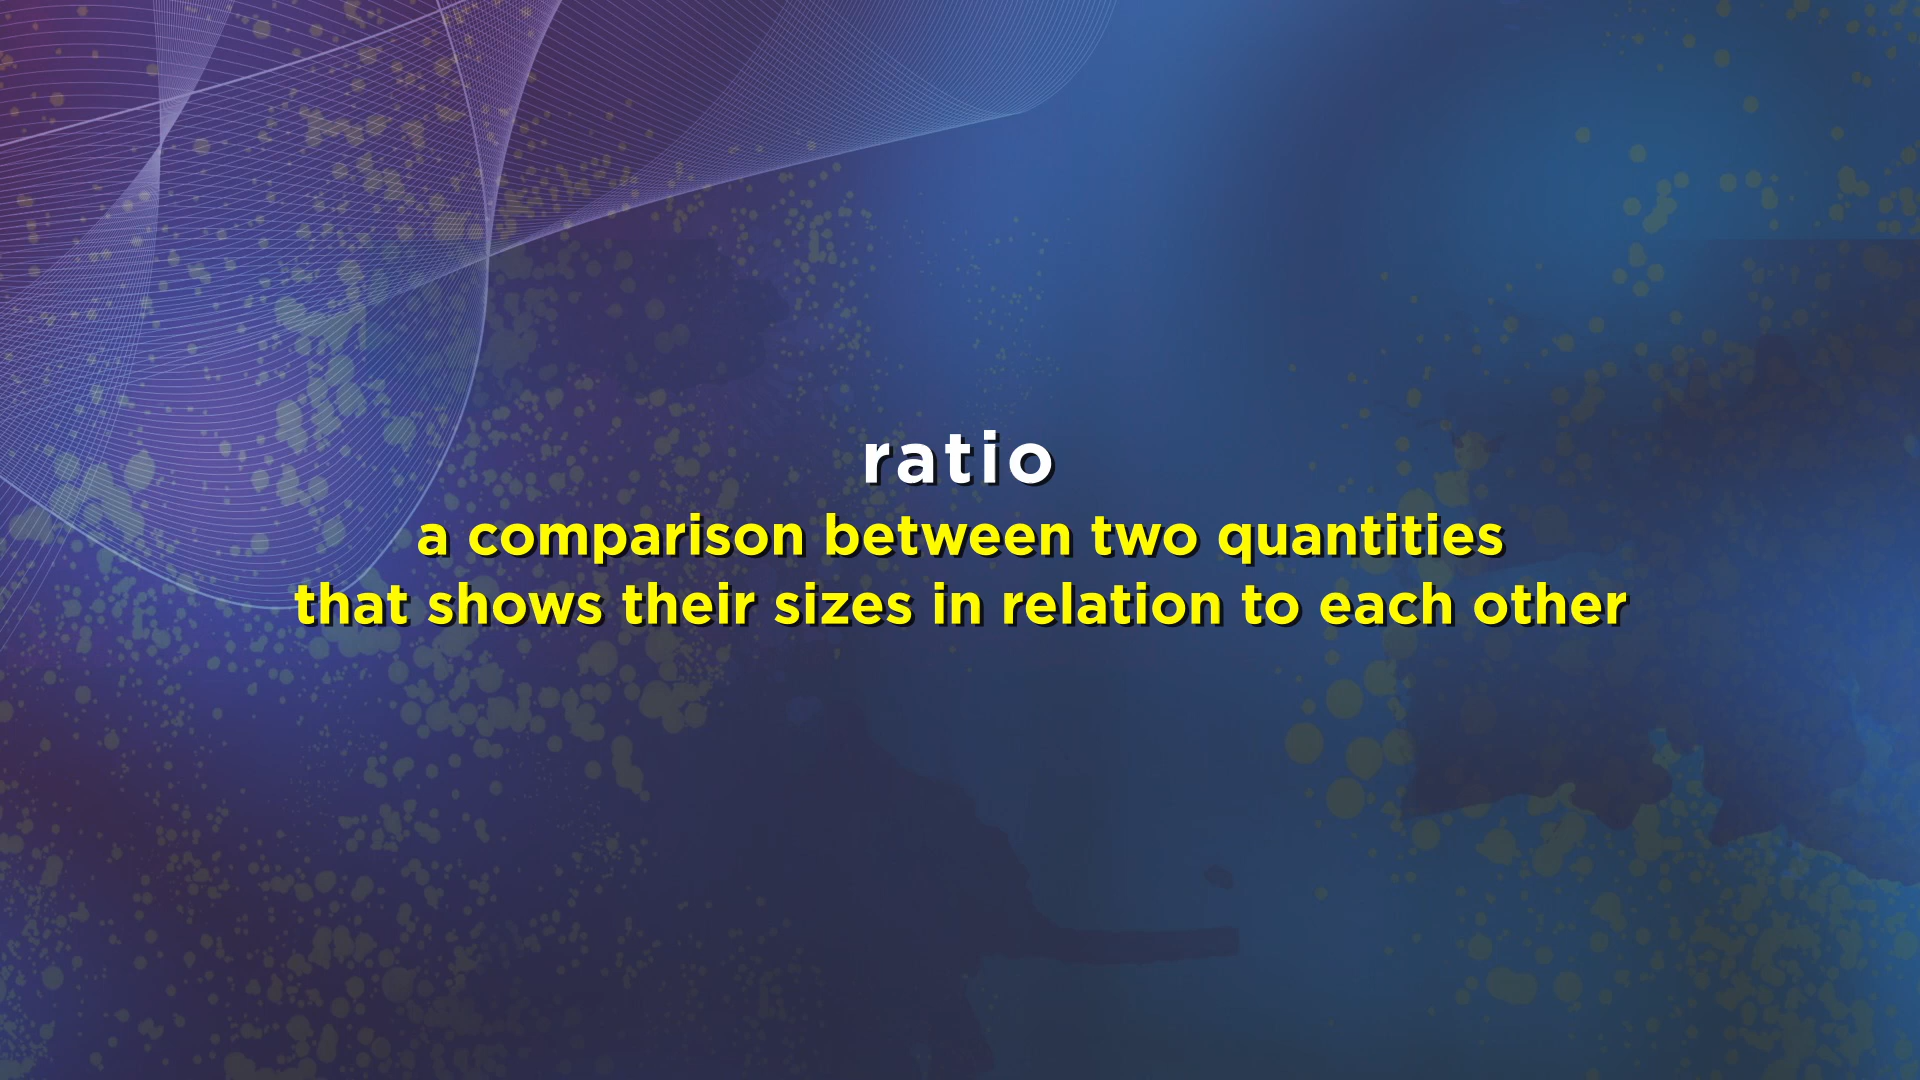 ratio
a comparison between two quantities
that shows their sizes in relation to each other